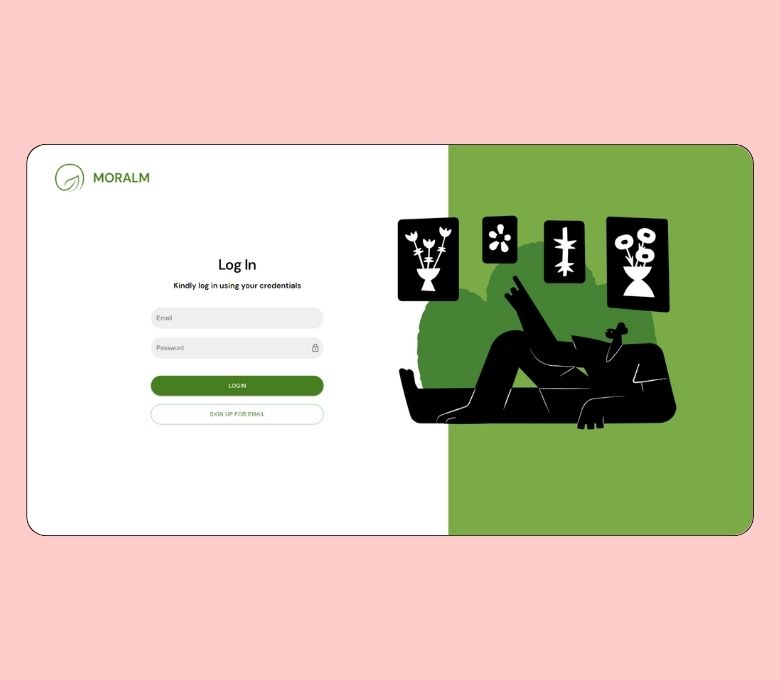 MORALM
Log In
Kindly log in using your credentials
Email
Password
LOGIN
SIGN UP FOR EMAIL